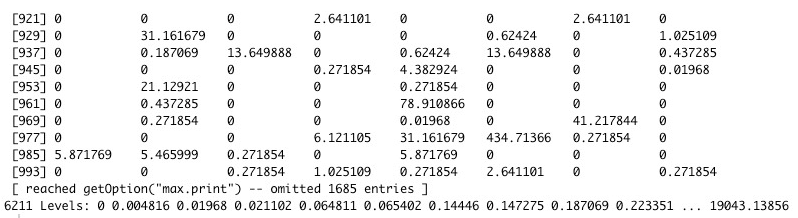 [921] 0 0 0 2.641101 0 0 2.641101 0
[929] 0 31.161679 0 0 0 0.62424 0 1.025109
[937] 0 0.187069 13.649888 0 0.62424 13.649888 0 0.437285
[945] 0 0 0 0.271854 4.382924 0 0 0.01968
[953] 0 21.12921 0 0 0.271854 0 0 0
[961] 0 0.437285 0 0 78.910866 0 0 0
[969] 0 0.271854 0 0 0.01968 0 41.217844 0
[977] 0 0 0 6.121105 31.161679 434.71366 0.271854 0
[985] 5.871769 5.465999 0.271854 0 5.871769 0 0 0
[993] 0 0 0.271854 1.025109 0.271854 2.641101 0 0.271854
[ reached getOption("max.print") -- omitted 1685 entries ]
6211 Levels: 0 0.004816 0.01968 0.021102 0.064811 0.065402 0.14446 0.147275 0.187069 0.223351 ... 19043.13856